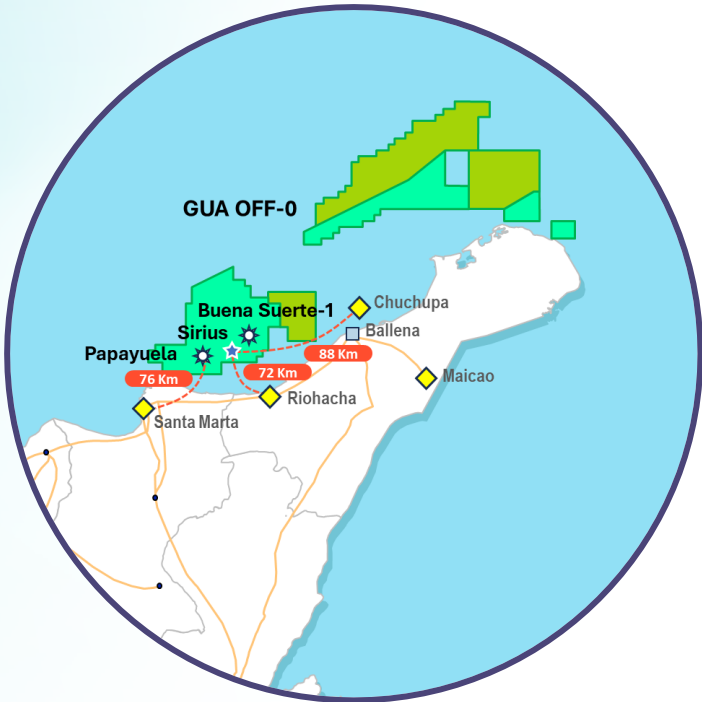 GUA OFF-0
Chuchupa
Buena Suerte-1
Ballena
Sirius
88 Km
Papayuela
72 Km
76 Km
Maicao
Riohacha
Santa Marta